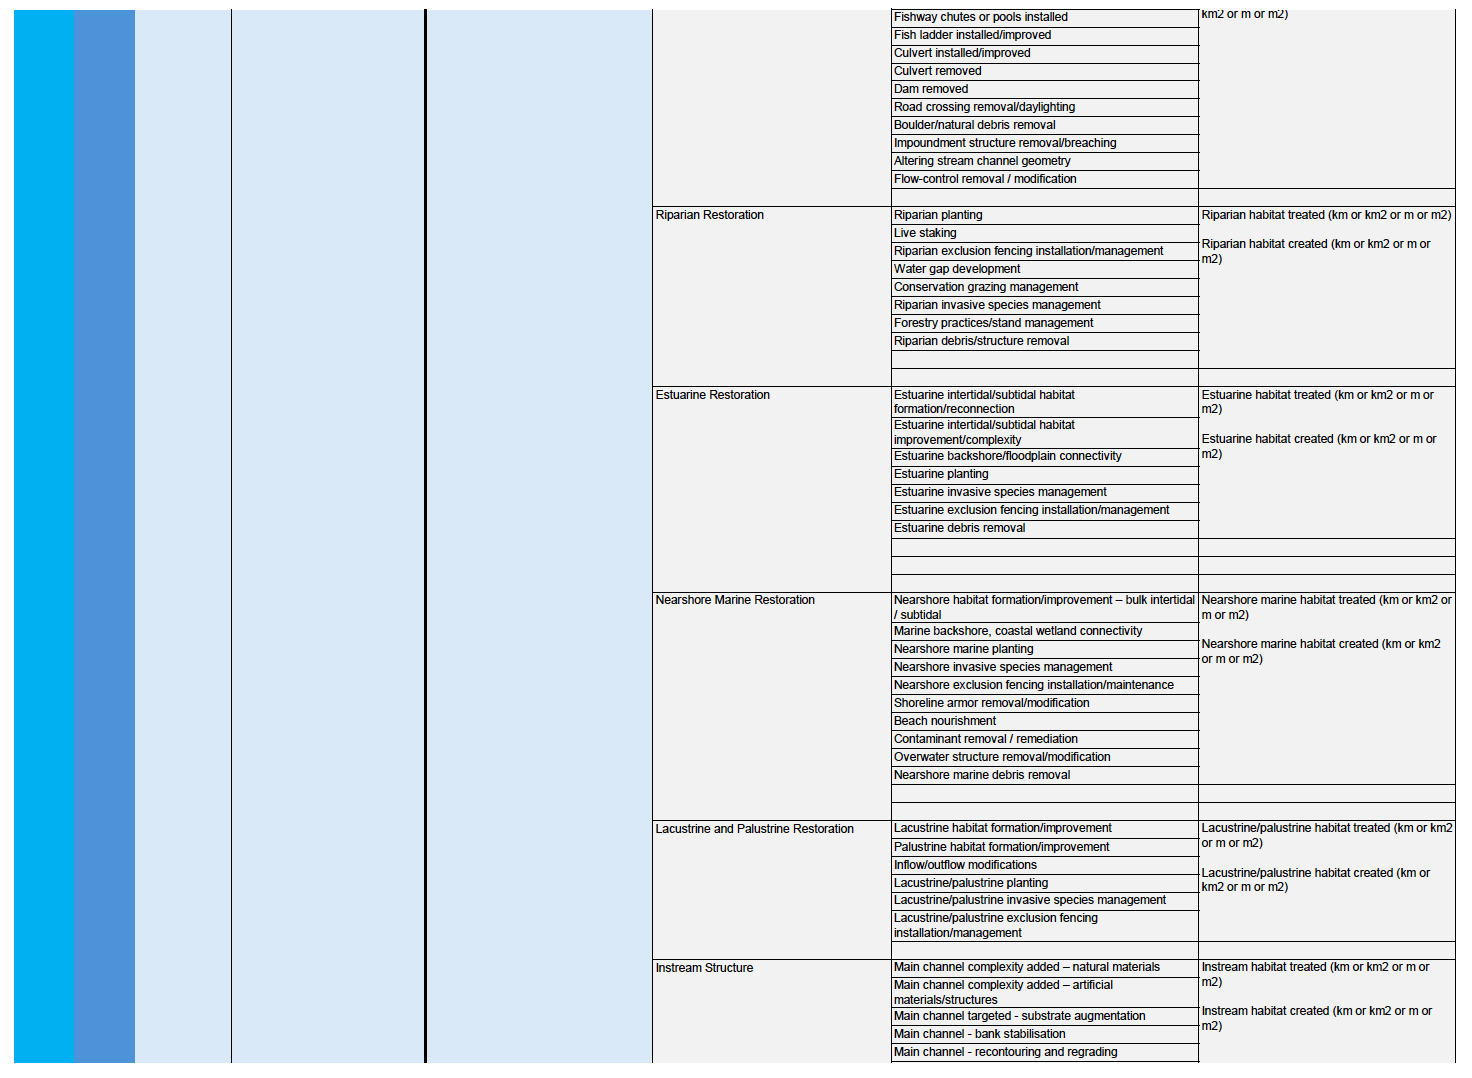 Fishway chutes or pools installed
km2 or m or m2)
Fish ladder installed/improved
Culvert installed/improved
Culvert removed
Dam removed
Road crossing removal/daylighting
Boulder/natural debris removal
Impoundment structure removal/breaching
Altering stream channel geometry
Flow-control removal / modification
Riparian Restoration
Riparian planting
Live staking
Riparian exclusion fencing installation/management
Water gap development
Conservation grazing management
Riparian invasive species management
Forestry practices/stand management
Riparian debris/structure removal
Riparian habitat treated (km or km2 or m or m2)
Riparian habitat created (km or km2 or m or
m2)
Estuarine Restoration
Estuarine intertidal/subtidal habitat
formation/reconnection
Estuarine intertidal/subtidal habitat
improvement/complexity
Estuarine backshore/floodplain connectivity
Estuarine planting
Estuarine invasive species management
Estuarine exclusion fencing installation/management
Estuarine debris removal
Estuarine habitat treated (km or km2 or m or
m2)
Estuarine habitat created (km or km2 or m or
m2)
Nearshore Marine Restoration
Nearshore habitat formation/improvement – bulk intertidal
/ subtidal
Marine backshore, coastal wetland connectivity
Nearshore marine planting
Nearshore invasive species management
Nearshore exclusion fencing installation/maintenance
Shoreline armor removal/modification
Beach nourishment
Contaminant removal / remediation
Overwater structure removal/modification
Nearshore marine debris removal
Nearshore marine habitat treated (km or km2 or
m or m2)
Nearshore marine habitat created (km or km2
or m or m2)
Lacustrine and Palustrine Restoration
Lacustrine habitat formation/improvement
Palustrine habitat formation/improvement
Inflow/outflow modifications
Lacustrine/palustrine planting
Lacustrine/palustrine invasive species management
Lacustrine/palustrine exclusion fencing
installation/management
Lacustrine/palustrine habitat treated (km or km2
or m or m2)
Lacustrine/palustrine habitat created (km or
km2 or m or m2)
Instream Structure
Main channel complexity added – natural materials
Main channel complexity added – artificial
materials/structures
Main channel targeted - substrate augmentation
Main channel - bank stabilisation
Main channel - recontouring and regrading
Instream habitat treated (km or km2 or m or
m2)
Instream habitat created (km or km2 or m or
m2)